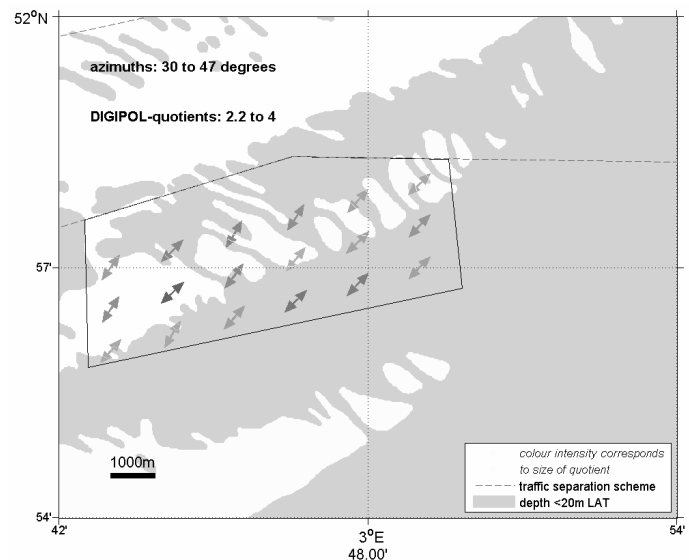 52°N
azimuths: 30 to 47 degrees
DIGIPOL-quotients: 2.2 to 4
57'
1000m
colour intensity corresponds
to size of quotient
traffic separation scheme
depth <20m LAT
54'
42'
3°E
48.00'
54'